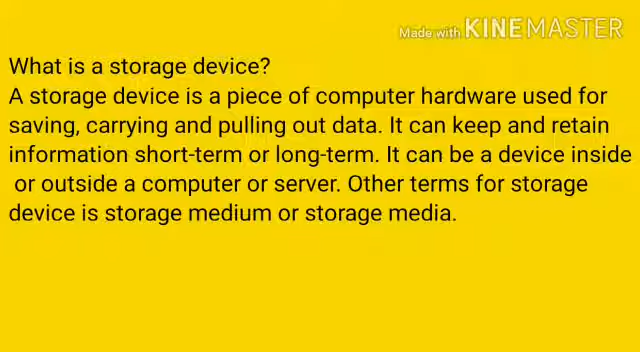 Made with KINEMASTER
What is a storage device?
A storage device is a piece of computer hardware used for
saving, carrying and pulling out data. It can keep and retain
information short-term or long-term. It can be a device inside
or outside a computer or server. Other terms for storage
device is storage medium or storage media.